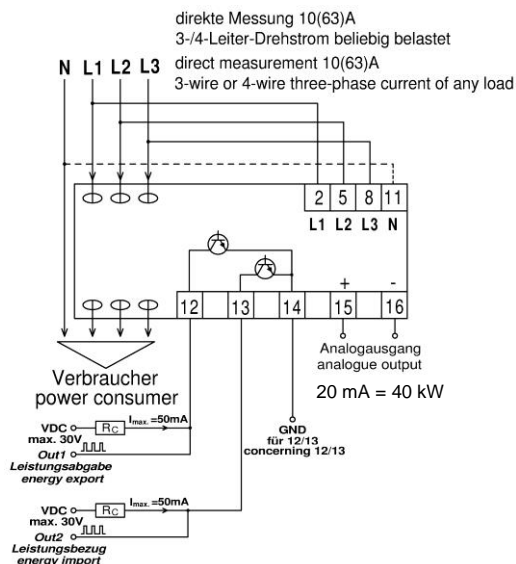 direkte Messung 10(63)A
3-/4-Leiter-Drehstrom beliebig belastet
N L1 L2 L3
direct measurement 10(63)A
3-wire or 4-wire three-phase current of any load
2 5 8 11
L1 L2 L3 N
+ -
12 13 14 15 16
Verbraucher
power consumer
Analogausgang
analogue output
20 mA = 40 kW
VDC
max. 30V
RC
Imax. =50mA
Out1
Leistungsabgabe
energy export
GND
für 12/13
concerning 12/13
VDC
max. 30V
RC
Imax. =50mA
Out2
Leistungsbezug
energy import